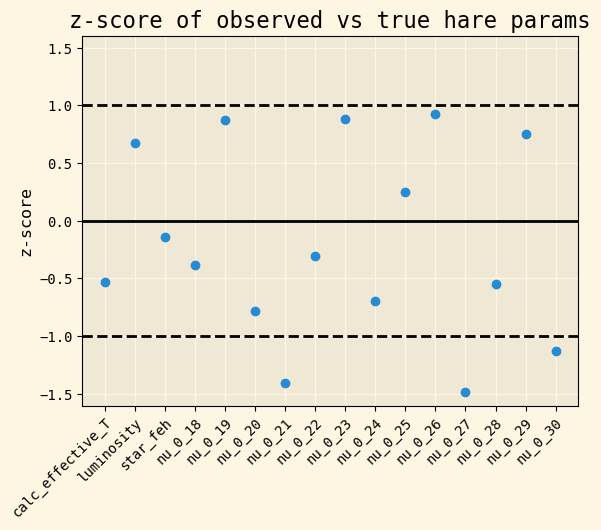 z-score of observed vs true hare params
z-score
1.5
1.0
0.5
0.0
−0.5
−1.0
−1.5
calc_effective_T
luminosity
star_feh
nu_0_18
nu_0_19
nu_0_20
nu_0_21
nu_0_22
nu_0_23
nu_0_24
nu_0_25
nu_0_26
nu_0_27
nu_0_28
nu_0_29
nu_0_30